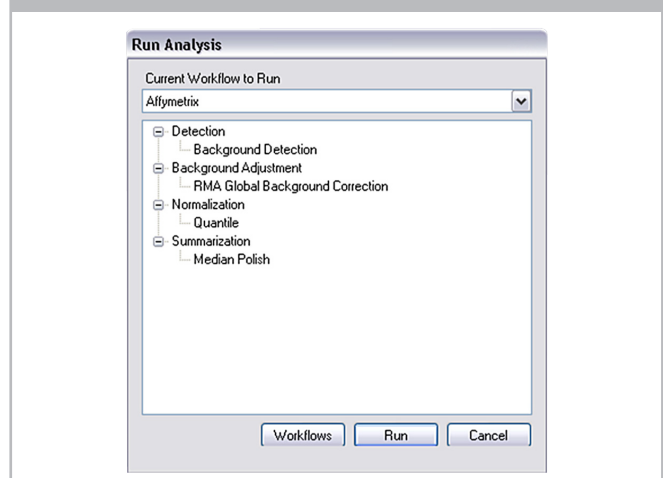 Run Analysis
Current Workflow to Run
Affymetrix
Detection
Background Detection
Background Adjustment
RMA Global Background Correction
Normalization
Quantile
Summarization
Median Polish
Workflows Run Cancel